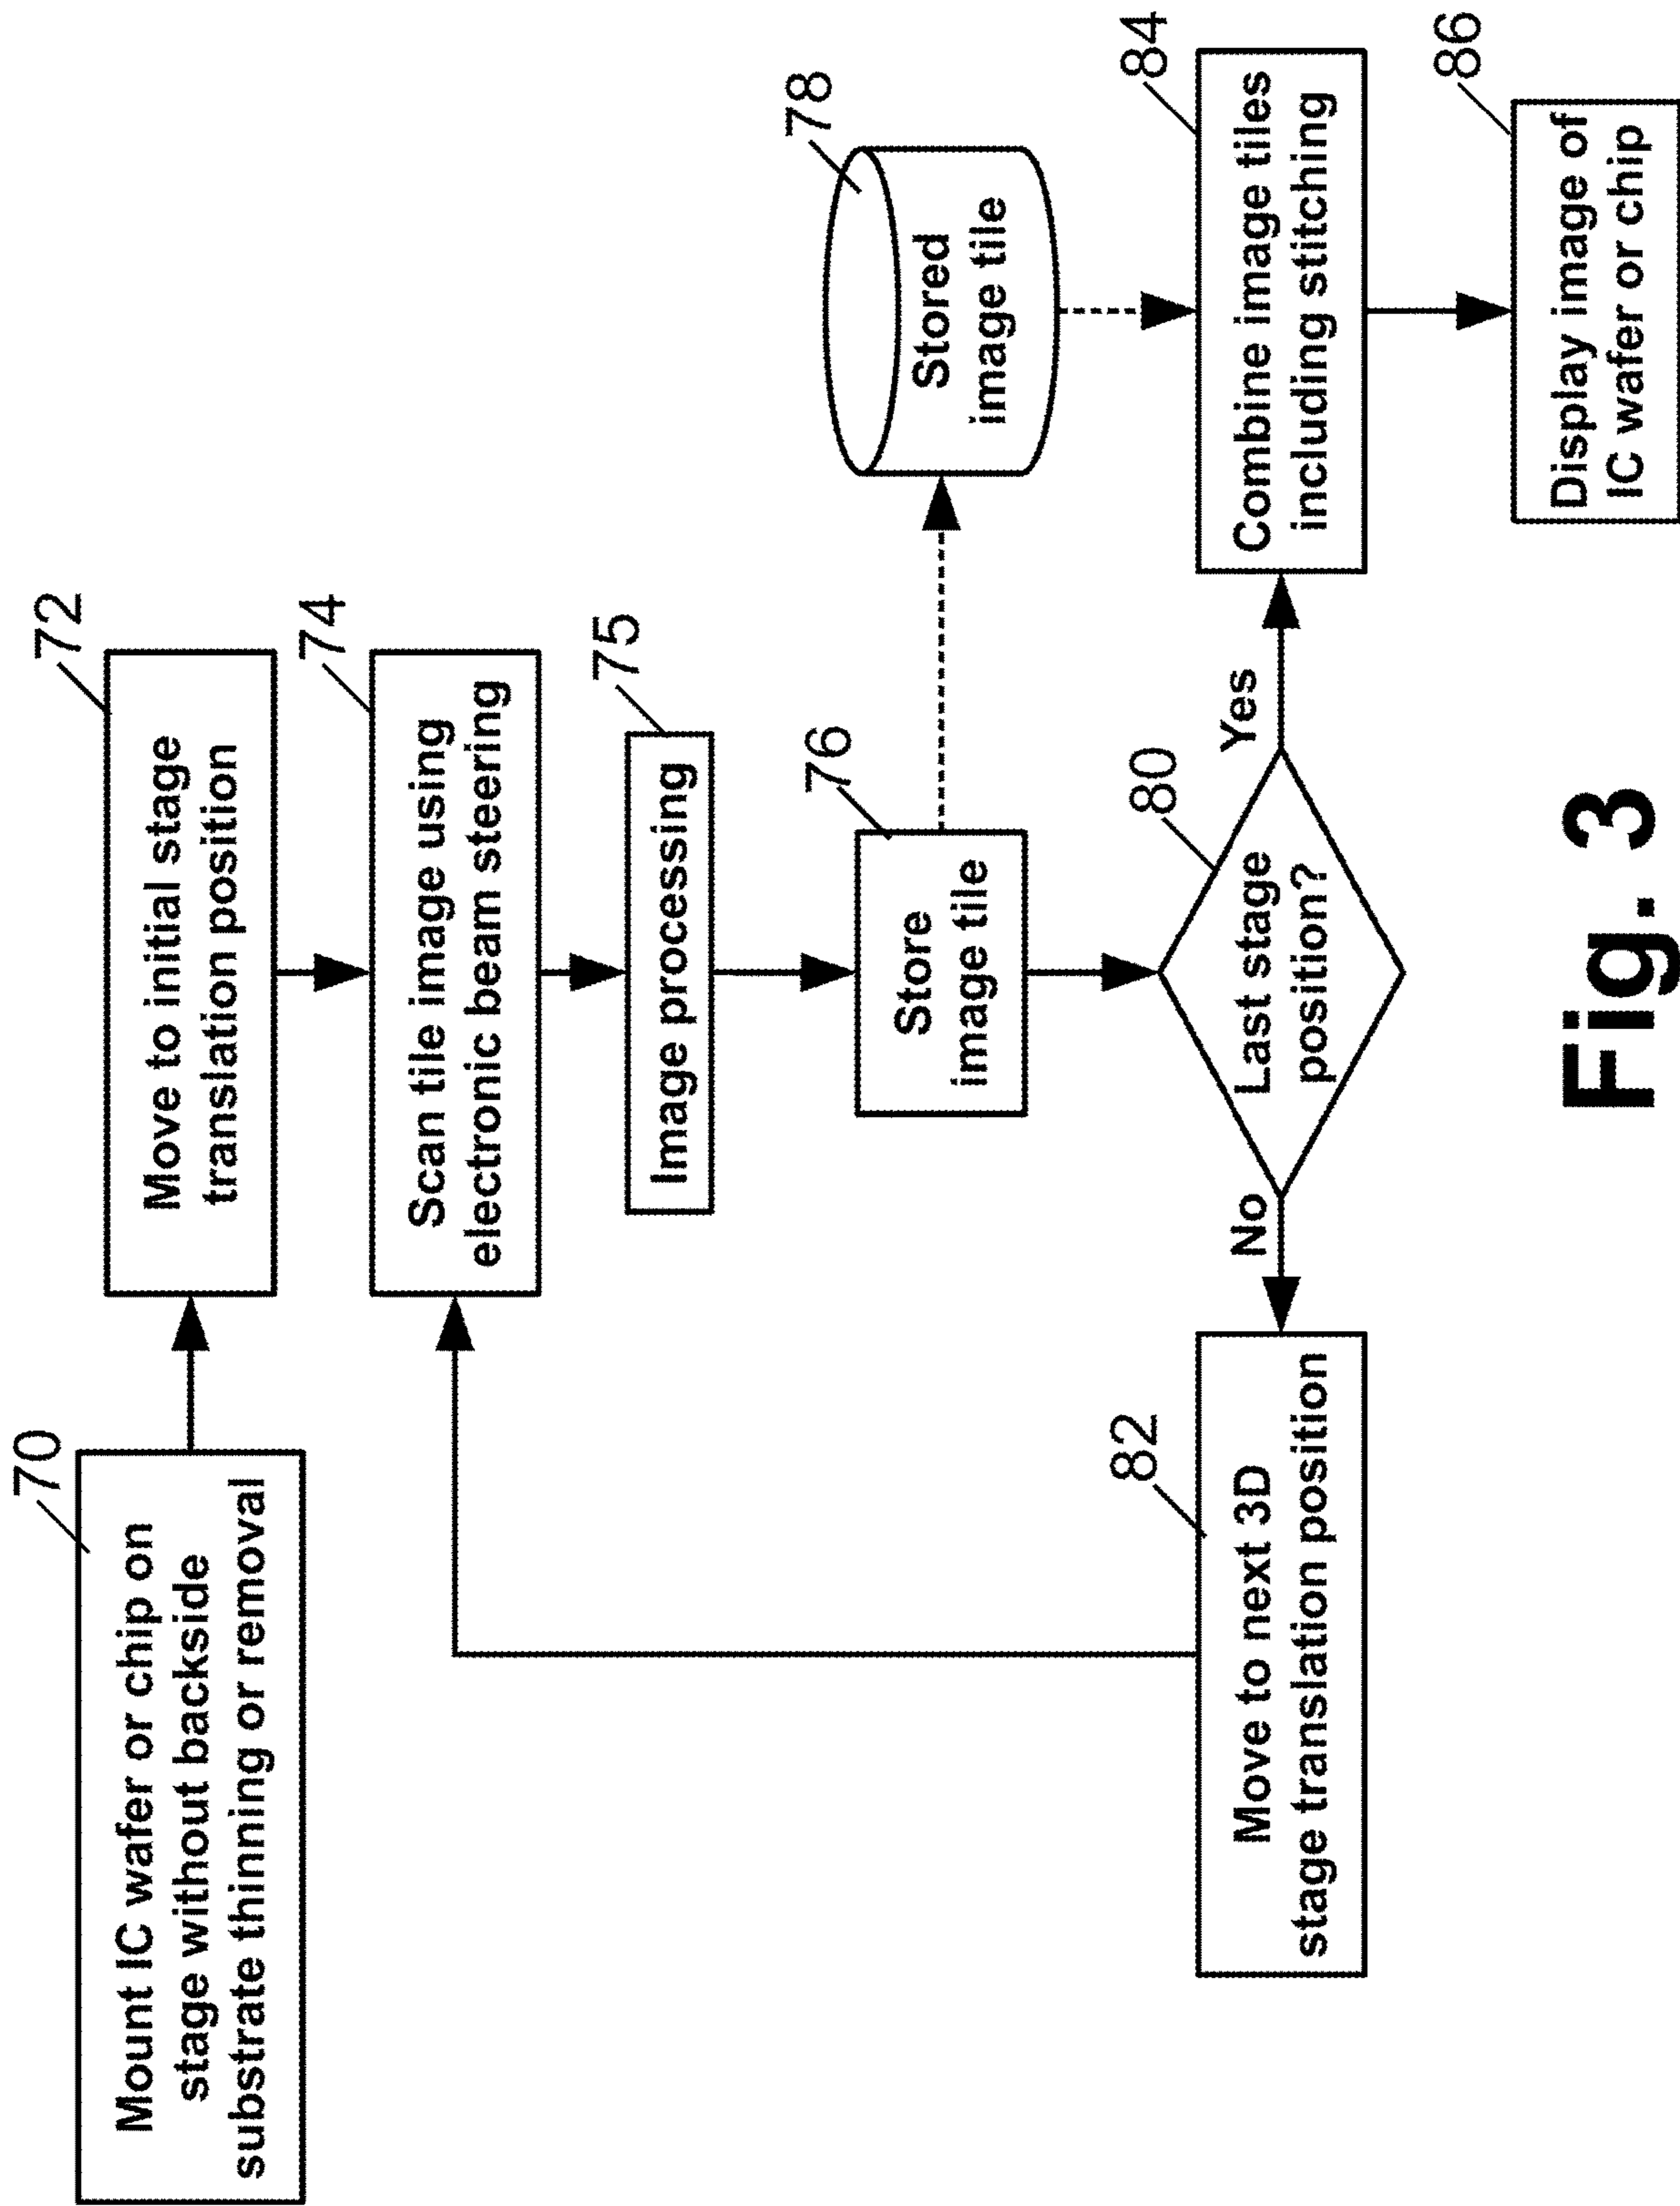 70
Mount IC wafer or chip on
stage without backside
substrate thinning or removal
72
Move to initial stage
translation position
74
Scan tile image using
electronic beam steering
75
Image processing
76
Store
image tile
78
Stored
image tile
80
Last stage
position?
No
Yes
82
Move to next 3D
stage translation position
84
Combine image tiles
including stitching
86
Display image of
IC wafer or chip
Fig. 3